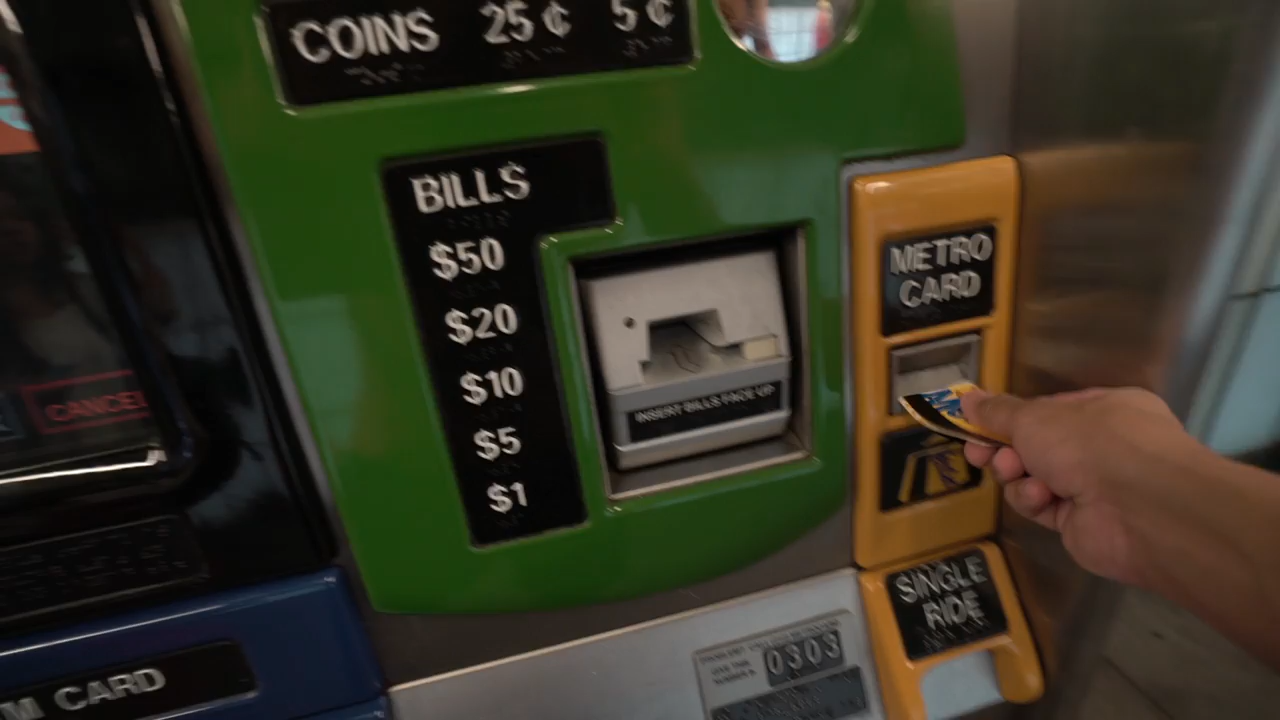 COINS 25¢ 5¢
BILLS
$50
$20
$10
$5
$1
INSERT BILLS FACE UP
METRO
CARD
SINGLE
RIDE
CANCEL
0303
M CARD